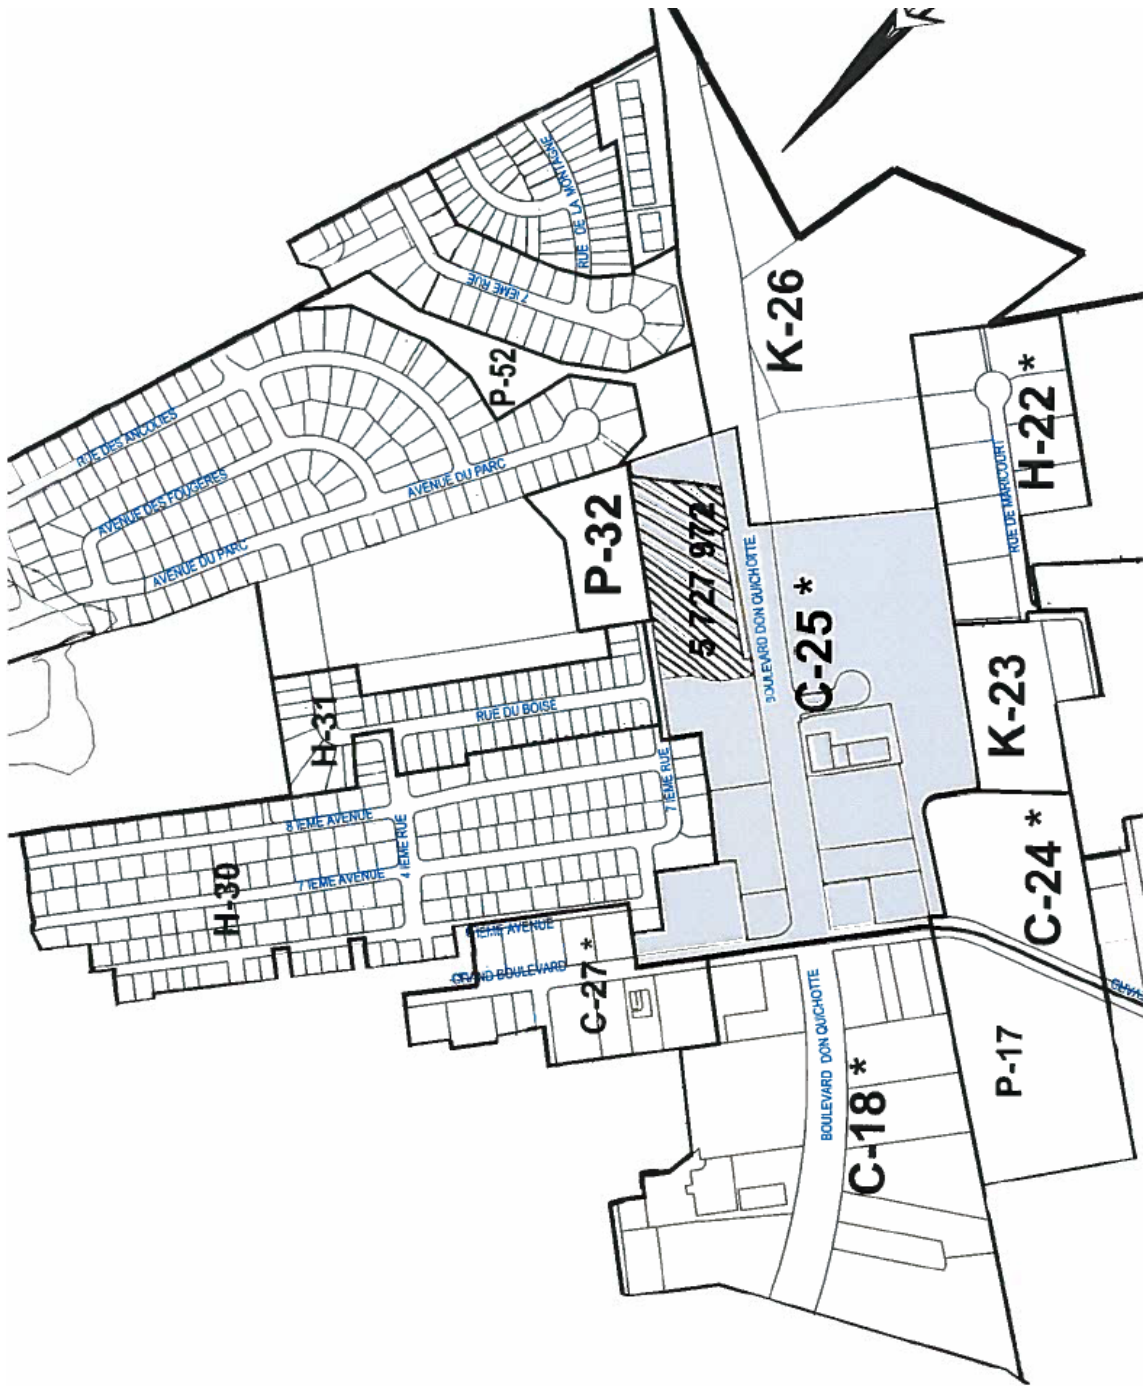 RUE DE LA MONTAGNE
7 IEME RUE
K-26
P-52
H-22 *
RUE DES ANCOLIES
AVENUE DES FOUGERES
AVENUE DU PARC
AVENUE DU PARC
RUE DE MARICOURT
P-32
5 727 972
BOULEVARD DON QUICHOTTE
C-25 *
K-23
H-31
RUE DU BOISE
7 IEME RUE
8 IEME AVENUE
4 IEME RUE
7 IEME AVENUE
H-30
C-24 *
IEME AVENUE
GRAND BOULEVARD
C-27 *
BOULEVARD DON QUICHOTTE
P-17
C-18 *